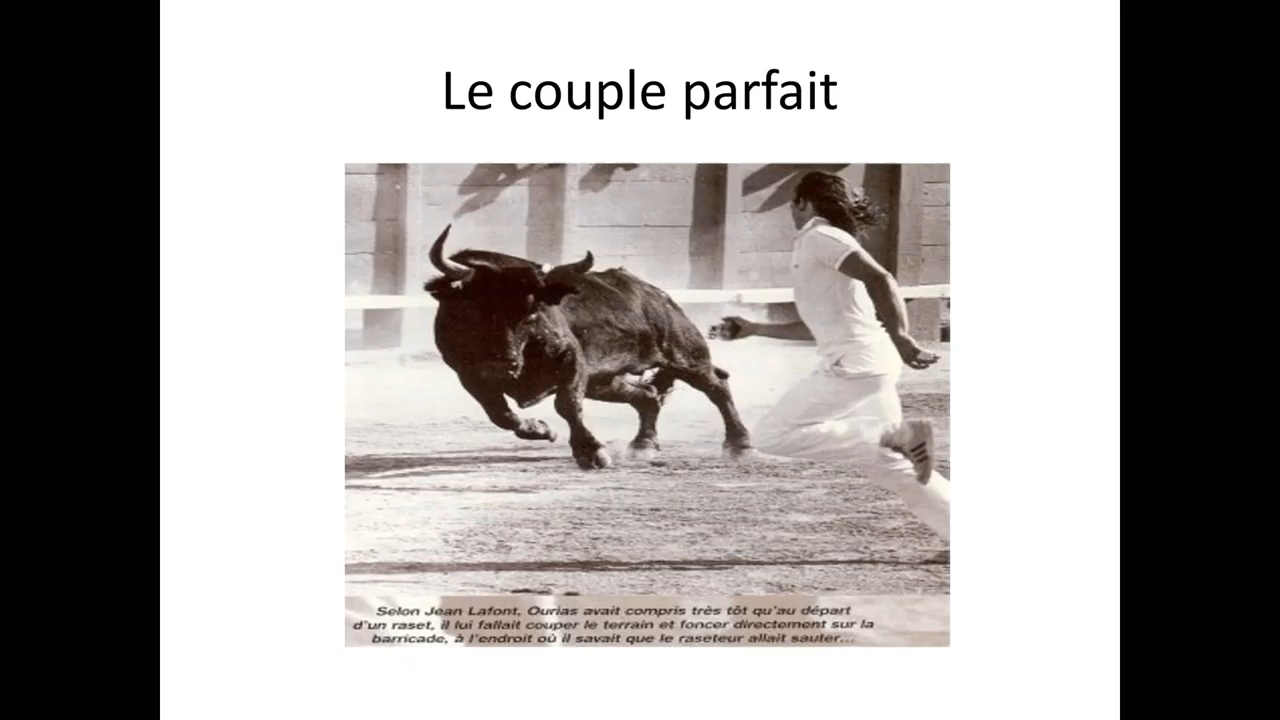 Le couple parfait
Selon Jean Lafont, Ourias avait compris très tôt qu'au départ
d'un raset, il lui fallait couper le terrain et foncer directement sur la
barricade, à l'endroit où il savait que le raseteur allait sauter...